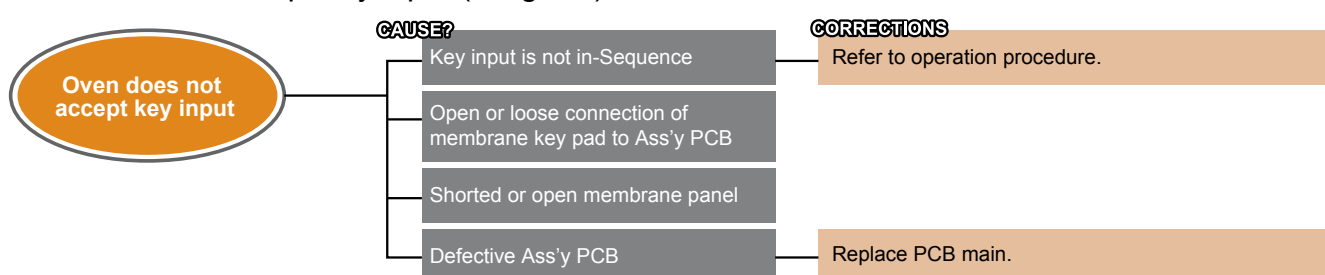 CAUSE?
CORRECTIONS
Oven does not
accept key input
Key input is not in-Sequence
Refer to operation procedure.
Open or loose connection of
membrane key pad to Ass'y PCB
Shorted or open membrane panel
Defective Ass'y PCB
Replace PCB main.